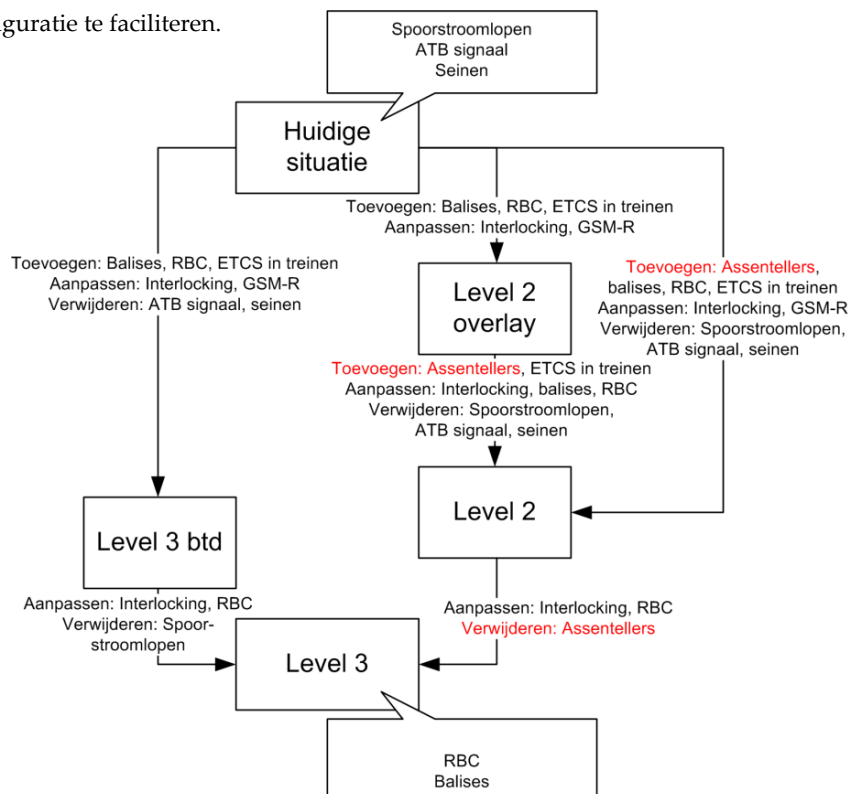 guratie te faciliteren.
Spoorstroomlopen
ATB signaal
Seinen
Huidige
situatie
Toevoegen: Balises, RBC, ETCS in treinen
Aanpassen: Interlocking, GSM-R
Toevoegen: Balises, RBC, ETCS in treinen
Aanpassen: Interlocking, GSM-R
Verwijderen: ATB signaal, seinen
Toevoegen: Assentellers,
balises, RBC, ETCS in treinen
Aanpassen: Interlocking, GSM-R
Verwijderen: Spoorstroomlopen,
ATB signaal, seinen
Level 2
overlay
Toevoegen: Assentellers, ETCS in treinen
Aanpassen: Interlocking, balises, RBC
Verwijderen: Spoorstroomlopen,
ATB signaal, seinen
Level 3 btd
Level 2
Aanpassen: Interlocking, RBC
Verwijderen: Spoor-
stroomlopen
Aanpassen: Interlocking, RBC
Verwijderen: Assentellers
Level 3
RBC
Balises